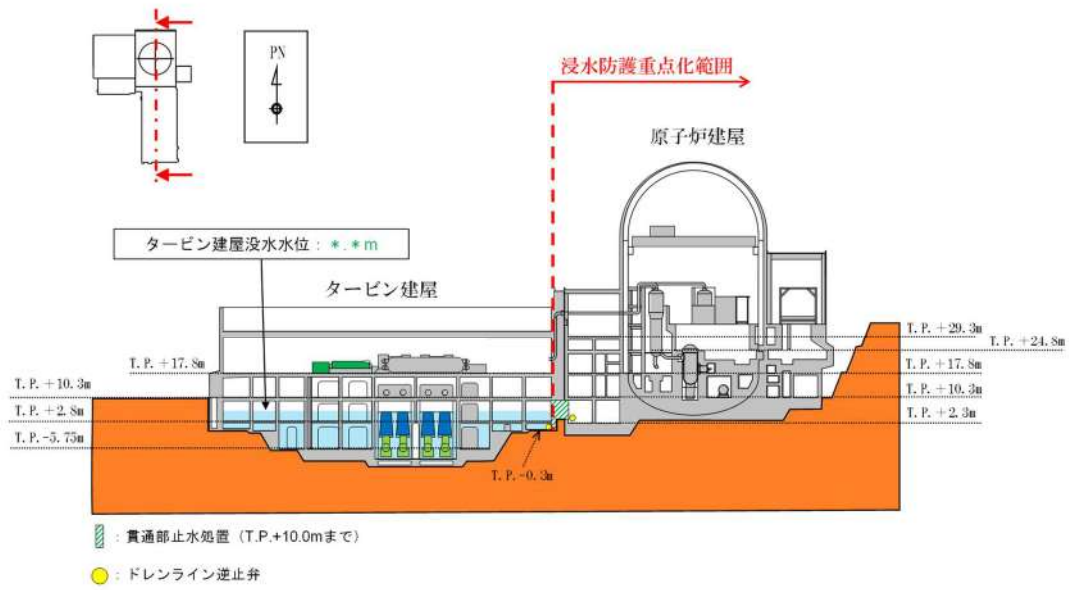 PN
浸水防護重点化範囲
原子炉建屋
タービン建屋没水水位：*.*m
タービン建屋
T.P.+29.3m
T.P.+24.8m
T.P.+17.8m
T.P.+17.8m
T.P.+10.3m
T.P.+10.3m
T.P.+2.8m
T.P.+2.3m
T.P.-5.75m
T.P.-0.3m
：貫通部止水処置（T.P.+10.0mまで）
：ドレンライン逆止弁